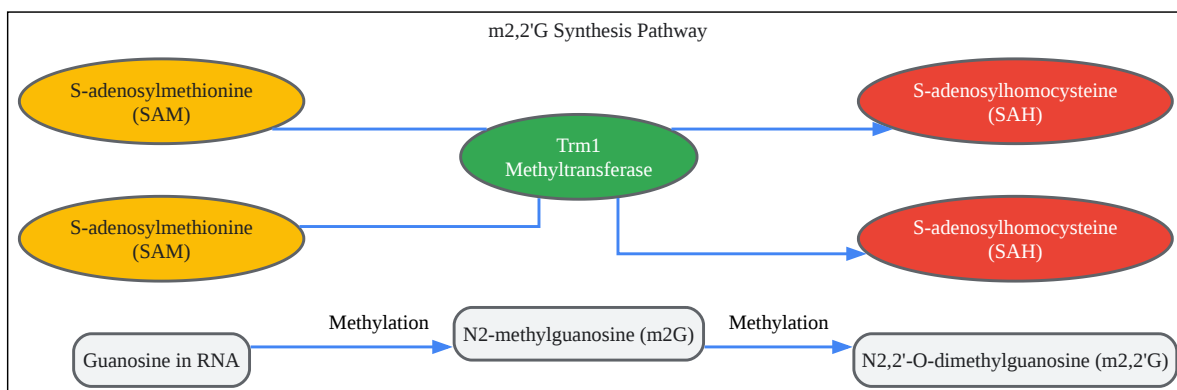 m2,2'G Synthesis Pathway
S-adenosylmethionine
(SAM)
S-adenosylhomocysteine
(SAH)
Trm1
Methyltransferase
S-adenosylmethionine
(SAM)
S-adenosylhomocysteine
(SAH)
Methylation
Methylation
Guanosine in RNA
N2-methylguanosine (m2G)
N2,2'-O-dimethylguanosine (m2,2'G)